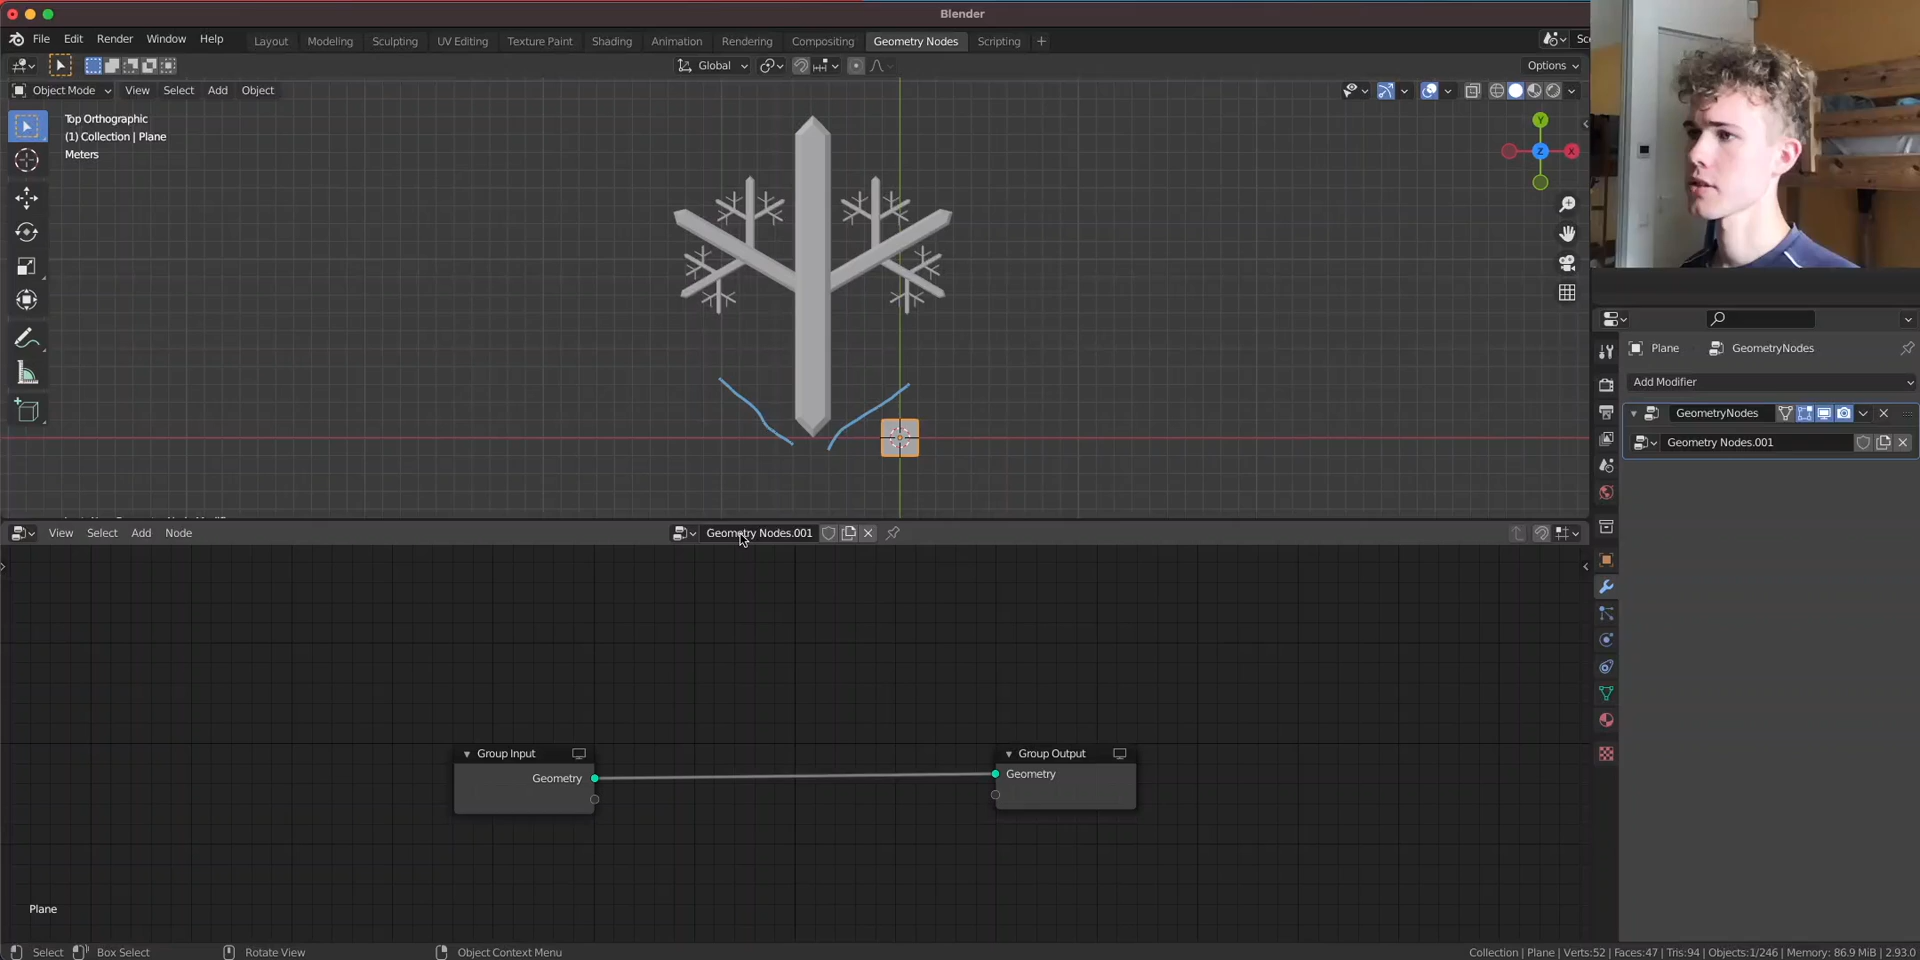 Blender
File Edit Render Window Help Layout Modeling Sculpting UV Editing Texture Paint Shading Animation Rendering Compositing Geometry Nodes Scripting + Sc
Global Options
Object Mode View Select Add Object
Top Orthographic
(1) Collection | Plane
Meters
Y
Z X
Plane GeometryNodes
Add Modifier
GeometryNodes
Geometry Nodes.001
View Select Add Node Geometry Nodes.001
Group Input
Geometry
Group Output
Geometry
Plane
Select Box Select Rotate View Object Context Menu Collection | Plane | Verts:52 | Faces:47 | Tris:94 | Objects:1/246 | Memory: 86.9 MiB | 2.93.0